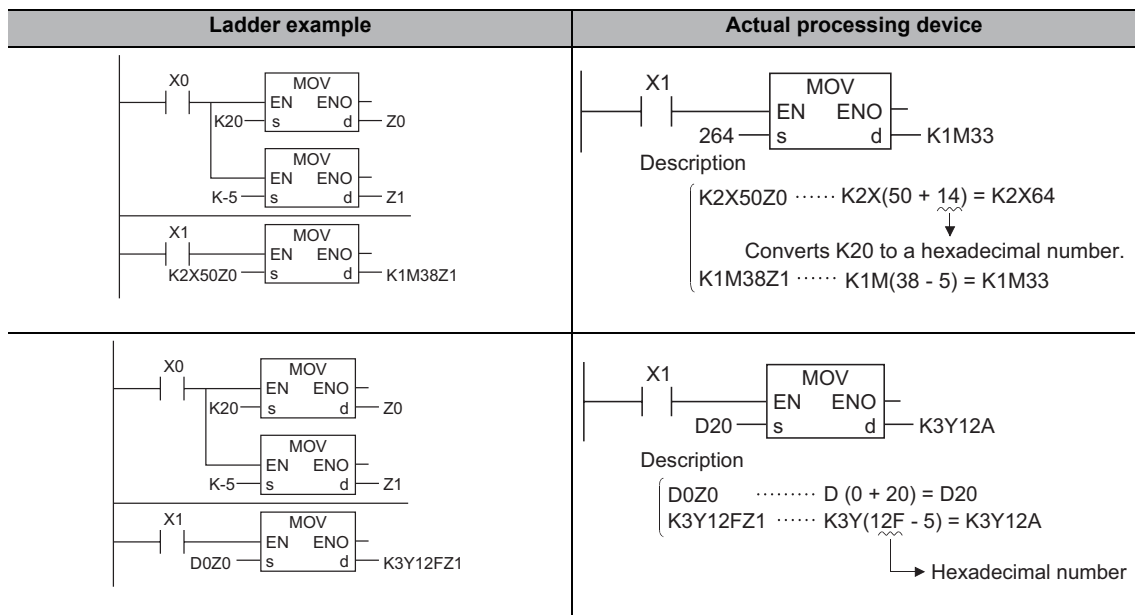 Ladder example
Actual processing device
X0
MOV
EN ENO
K20 s d Z0
MOV
EN ENO
K-5 s d Z1
X1
MOV
EN ENO
K2X50Z0 s d K1M38Z1
X1
MOV
EN ENO
264 s d K1M33
Description
K2X50Z0 ······ K2X(50 + 14) = K2X64
Converts K20 to a hexadecimal number.
K1M38Z1 ······ K1M(38 - 5) = K1M33
X0
MOV
EN ENO
K20 s d Z0
MOV
EN ENO
K-5 s d Z1
X1
MOV
EN ENO
D0Z0 s d K3Y12FZ1
X1
MOV
EN ENO
D20 s d K3Y12A
Description
D0Z0 ········· D (0 + 20) = D20
K3Y12FZ1 ······ K3Y(12F - 5) = K3Y12A
Hexadecimal number